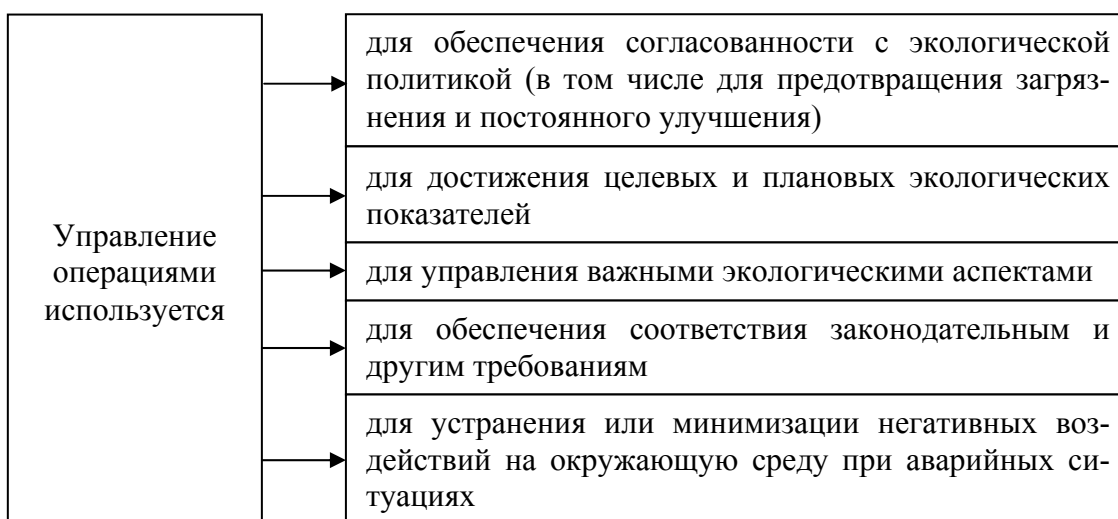 Управление
операциями
используется
для обеспечения согласованности с экологической
политикой (в том числе для предотвращения загряз-
нения и постоянного улучшения)
для достижения целевых и плановых экологических
показателей
для управления важными экологическими аспектами
для обеспечения соответствия законодательным и
другим требованиям
для устранения или минимизации негативных воз-
действий на окружающую среду при аварийных си-
туациях